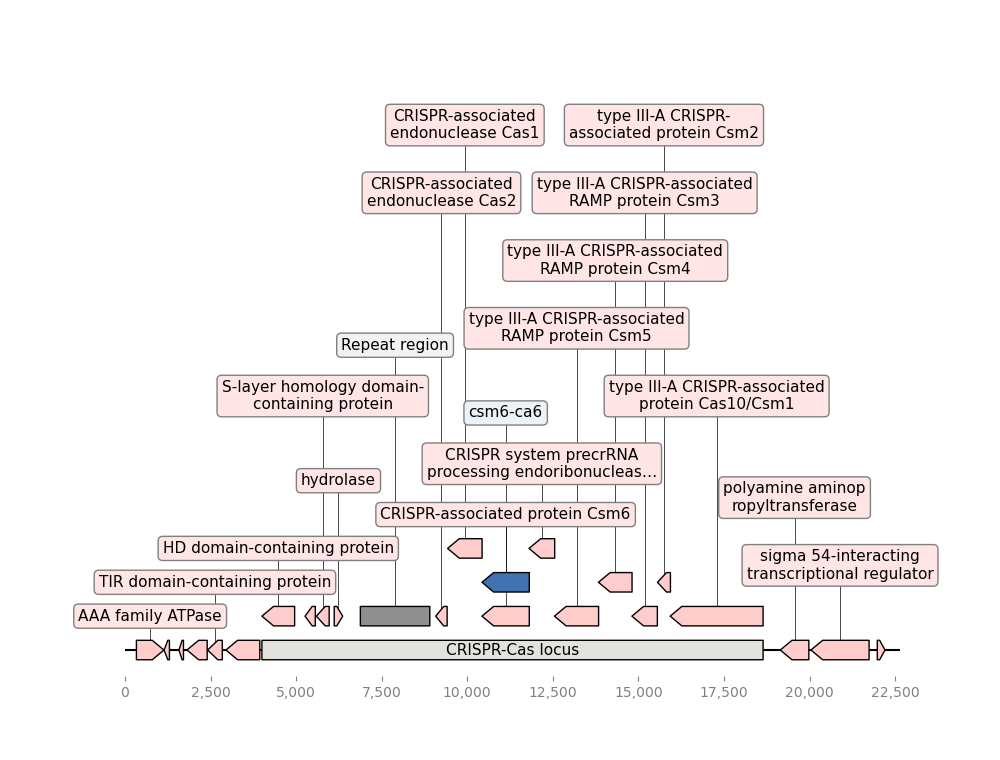 CRISPR-associated
endonuclease Cas1
type III-A CRISPR-
associated protein Csm2
CRISPR-associated
endonuclease Cas2
type III-A CRISPR-associated
RAMP protein Csm3
type III-A CRISPR-associated
RAMP protein Csm4
type III-A CRISPR-associated
RAMP protein Csm5
Repeat region
S-layer homology domain-
containing protein
type III-A CRISPR-associated
protein Cas10/Csm1
csm6-ca6
CRISPR system precrRNA
processing endoribonucleas...
hydrolase
polyamine aminop
ropyltransferase
CRISPR-associated protein Csm6
HD domain-containing protein
sigma 54-interacting
transcriptional regulator
TIR domain-containing protein
AAA family ATPase
CRISPR-Cas locus
0 2,500 5,000 7,500 10,000 12,500 15,000 17,500 20,000 22,500